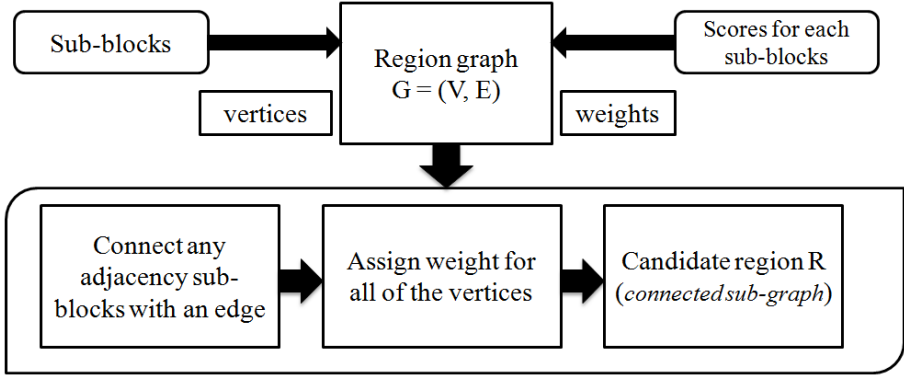 Sub-blocks
Region graph
G = (V, E)
Scores for each
sub-blocks
vertices
weights
Connect any
adjacency sub-
blocks with an edge
Assign weight for
all of the vertices
Candidate region R
(connected sub-graph)